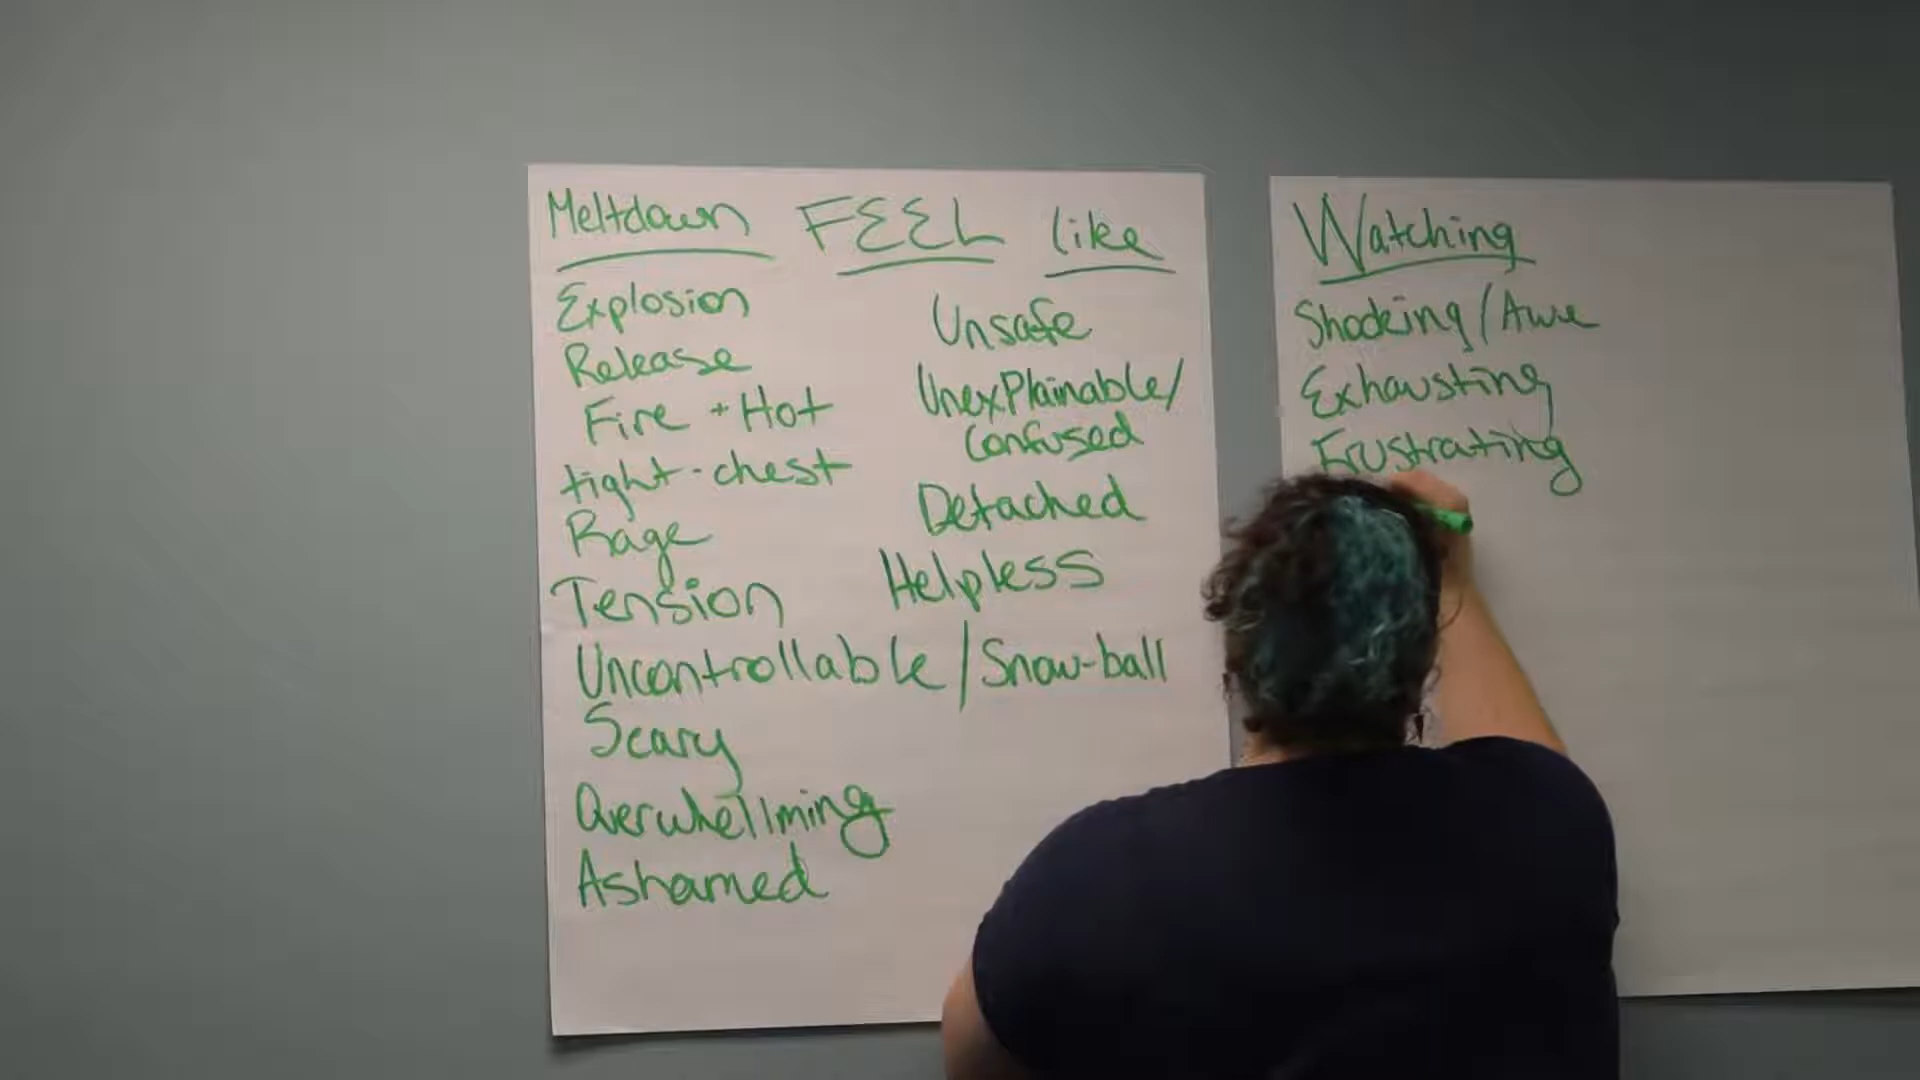 Meltdown FEEL like
Explosion
Release
Fire + Hot
tight-chest
Rage
Tension
Uncontrollable/Snow-ball
Scary
Overwhellming
Ashamed
Unsafe
Unexplainable/
Confused
Detached
Helpless
Watching
Shocking/Awe
Exhausting
Frustrating